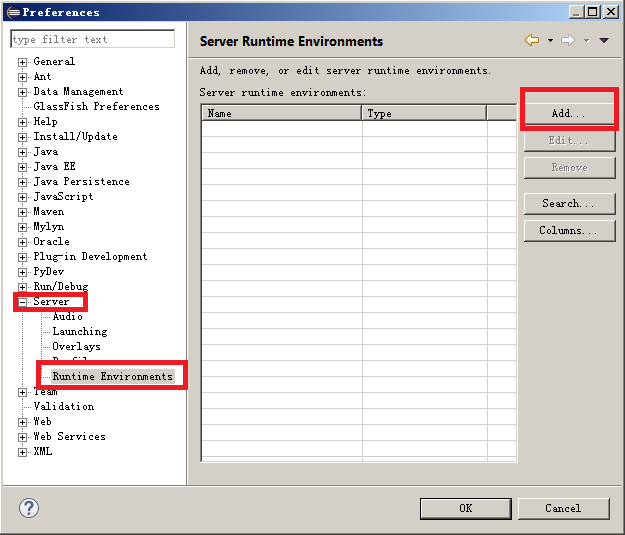 Preferences
type filter text
General
Ant
Data Management
GlassFish Preferences
Help
Install/Update
Java
Java EE
Java Persistence
JavaScript
Maven
Mylyn
Oracle
Plug-in Development
PyDev
Run/Debug
Server
Audio
Launching
Overlays
Runtime Environments
Team
Validation
Web
Web Services
XML
Server Runtime Environments
Add, remove, or edit server runtime environments.
Server runtime environments:
Name Type
Add...
Edit...
Remove
Search...
Columns...
OK Cancel